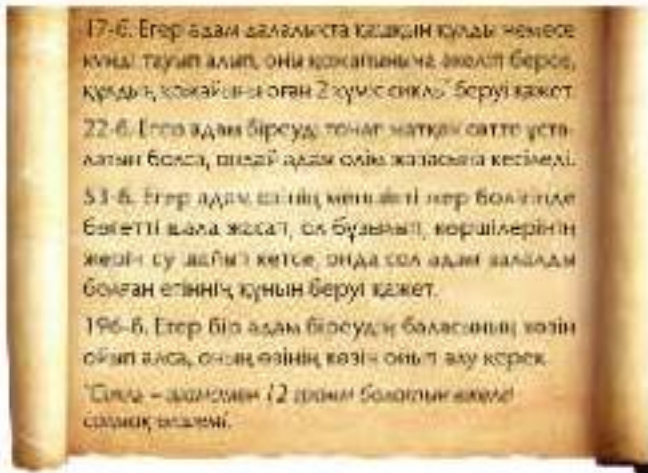 17-б. Егер адам далалықта қашқын құлды немесе
күңді тауып алып, оны қожайынына әкеліп берсе,
құлдың қожайыны оған 2 күміс сикль* беруі қажет.
22-б. Егер адам біреуді тонап жатқан сәтте ұста-
латын болса, ондай адам өлім жазасына кесіледі.
53-б. Егер адам өзінің меншікті жер бөлігінде
бөгетті шала жасап, ол бұзылып, көршілерінің
жерін су шайып кетсе, онда сол адам залалды
болған егіннің құнын беруі қажет.
196-б. Егер бір адам біреудің баласының көзін
ойып алса, оның өзінің көзін ойып алу керек.
*Сикль – шамамен 12 грамм болатын ежелгі
салмақ өлшемі.